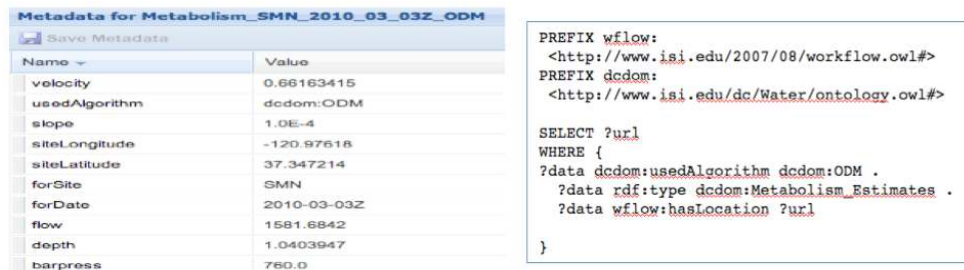 Metadata for Metabolism_SMN_2010_03_03Z_ODM
Save Metadata
Name Value
velocity 0.66163415
usedAlgorithm dcdom:ODM
slope 1.0E-4
siteLongitude -120.97618
siteLatitude 37.347214
forSite SMN
forDate 2010-03-03Z
flow 1581.6842
depth 1.0403947
barpress 760.0
PREFIX wflow:
<http://www.isi.edu/2007/08/workflow.owl#>
PREFIX dcdom:
<http://www.isi.edu/dc/Water/ontology.owl#>
SELECT ?url
WHERE {
?data dcdom:usedAlgorithm dcdom:ODM .
?data rdf:type dcdom:Metabolism_Estimates .
?data wflow:hasLocation ?url
}